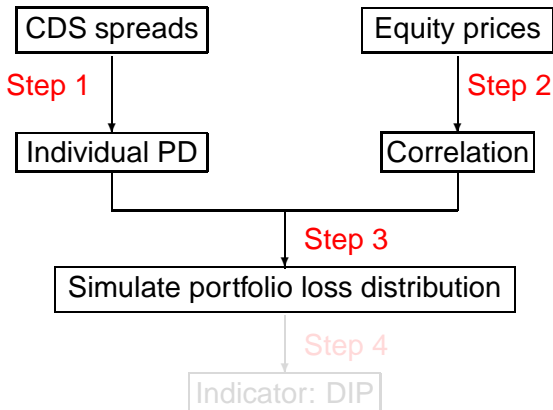 CDS spreads
Equity prices
Step 1
Step 2
Individual PD
Correlation
Step 3
Simulate portfolio loss distribution
Step 4
Indicator: DIP